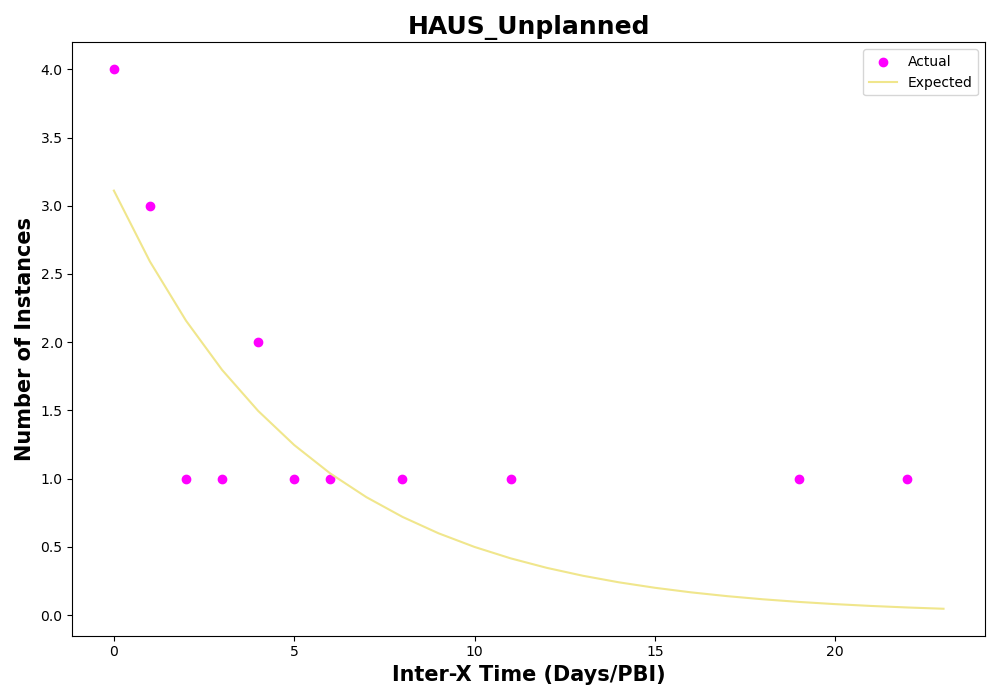 HAUS_Unplanned
Actual
Expected
4.0
3.5
3.0
2.5
2.0
1.5
1.0
0.5
0.0
Number of Instances
0 5 10 15 20
Inter-X Time (Days/PBI)